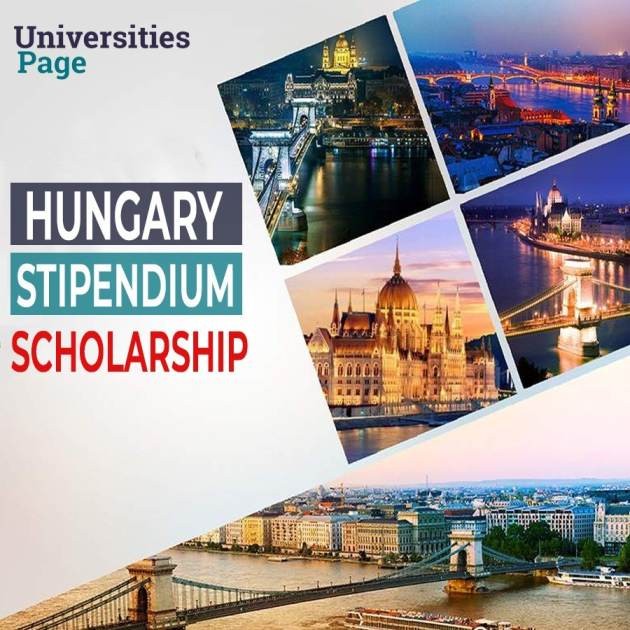 Universities
Page
HUNGARY
STIPENDIUM
SCHOLARSHIP